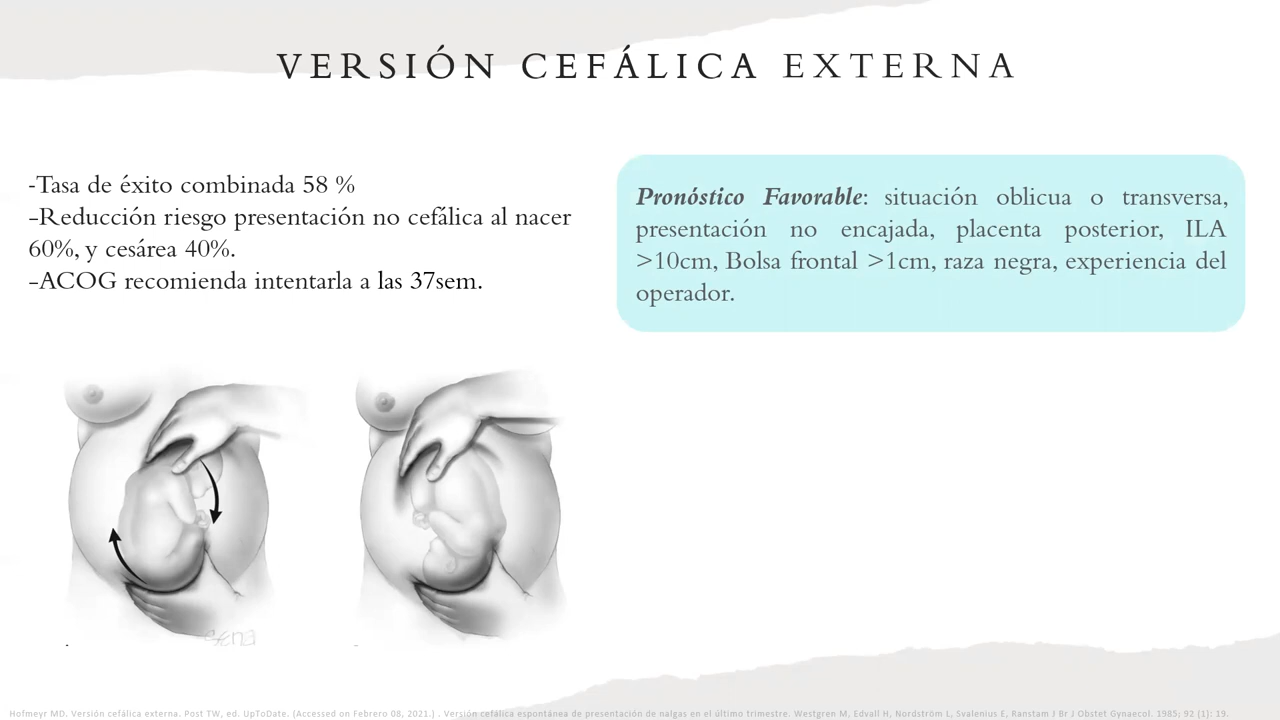 VERSIÓN CEFÁLICA EXTERNA
-Tasa de éxito combinada 58 %
-Reducción riesgo presentación no cefálica al nacer
60%, y cesárea 40%.
-ACOG recomienda intentarla a las 37sem.
Pronóstico Favorable: situación oblicua o transversa,
presentación no encajada, placenta posterior, ILA
>10cm, Bolsa frontal >1cm, raza negra, experiencia del
operador.
Hofmeyr MD. Versión cefálica externa. Post TW, ed. UpToDate. (Accessed on Febrero 08, 2021.) . Versión cefálica espontánea de presentación de nalgas en el último trimestre. Westgren M, Edvall H, Nordström L, Svalenius E, Ranstam J Br J Obstet Gynaecol. 1985; 92 (1): 19.